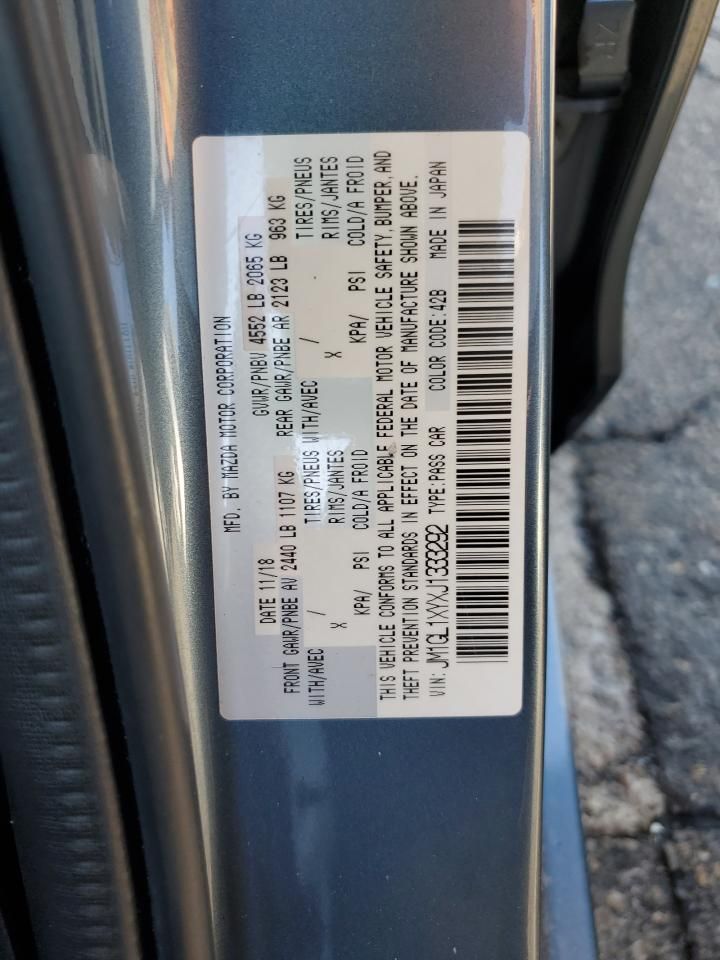 MFD. BY MAZDA MOTOR CORPORATION
DATE 11/18 GVWR/PNBV 4552 LB 2065 KG
FRONT GAWR/PNBE AV 2440 LB 1107 KG REAR GAWR/PNBE AR 2123 LB 963 KG
WITH/AVEC / TIRES/PNEUS WITH/AVEC / TIRES/PNEUS
X RIMS/JANTES X RIMS/JANTES
KPA/ PSI COLD/A FROID KPA/ PSI COLD/A FROID
THIS VEHICLE CONFORMS TO ALL APPLICABLE FEDERAL MOTOR VEHICLE SAFETY, BUMPER, AND
THEFT PREVENTION STANDARDS IN EFFECT ON THE DATE OF MANUFACTURE SHOWN ABOVE.
VIN: JM1GL1XYXJ1333292 TYPE:PASS CAR COLOR CODE:42B MADE IN JAPAN